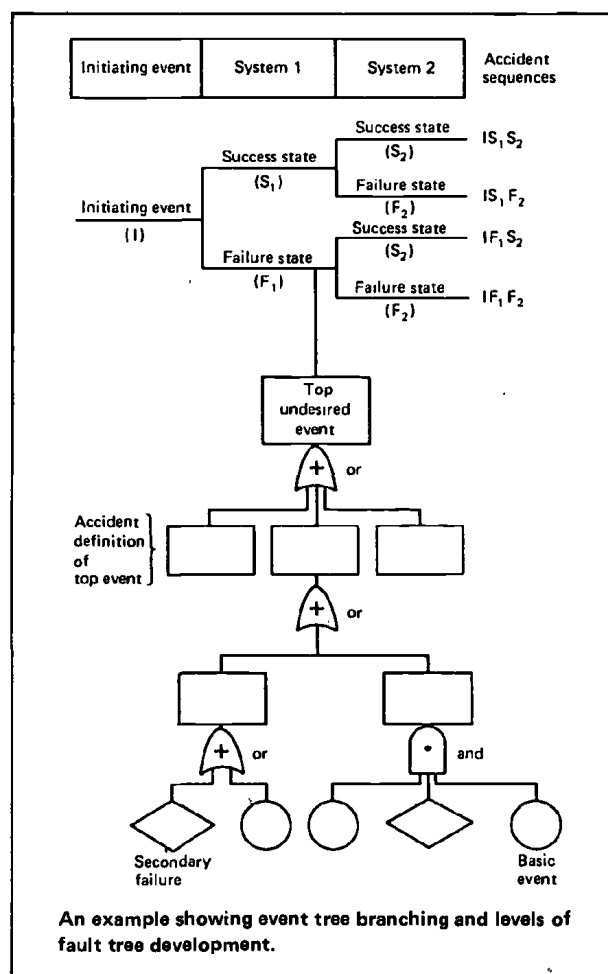 Initiating event System 1 System 2 Accident
sequences
Success state IS₁S₂
(S₂)
Success state
(S₁)
Failure state IS₁F₂
(F₂)
Initiating event
(I)
Success state IF₁S₂
(S₂)
Failure state
(F₁)
Failure state IF₁F₂
(F₂)
Top
undesired
event
+ or
Accident
definition
of
top event
+ or
+ or
• and
Secondary
failure
Basic
event
An example showing event tree branching and levels of
fault tree development.